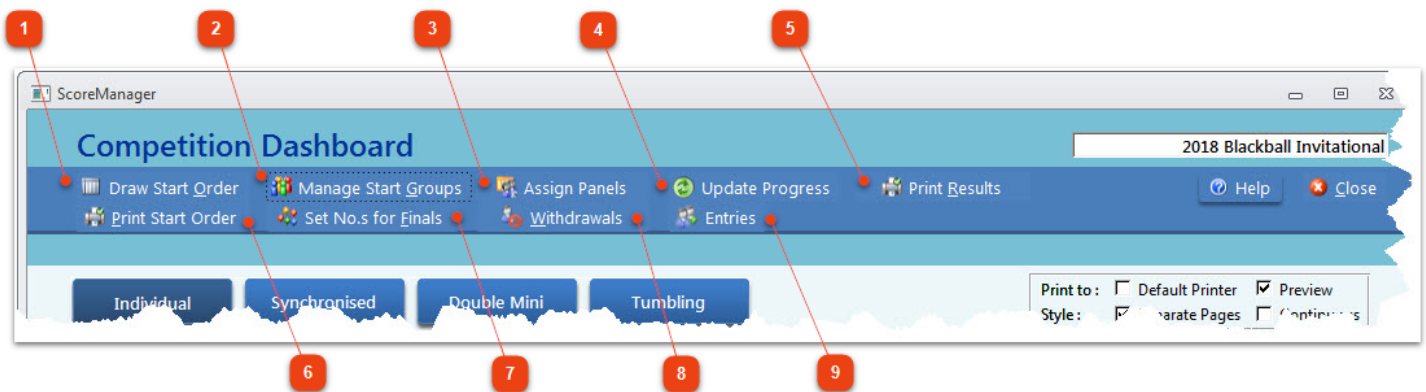 1 2 3 4 5
ScoreManager
Competition Dashboard
2018 Blackball Invitational
Draw Start Order Manage Start Groups Assign Panels Update Progress Print Results Help Close
Print Start Order Set No.s for Finals Withdrawals Entries
Individual Synchronised Double Mini Tumbling
Print to : Default Printer Preview
Style : Separate Pages Continuous
6 7 8 9